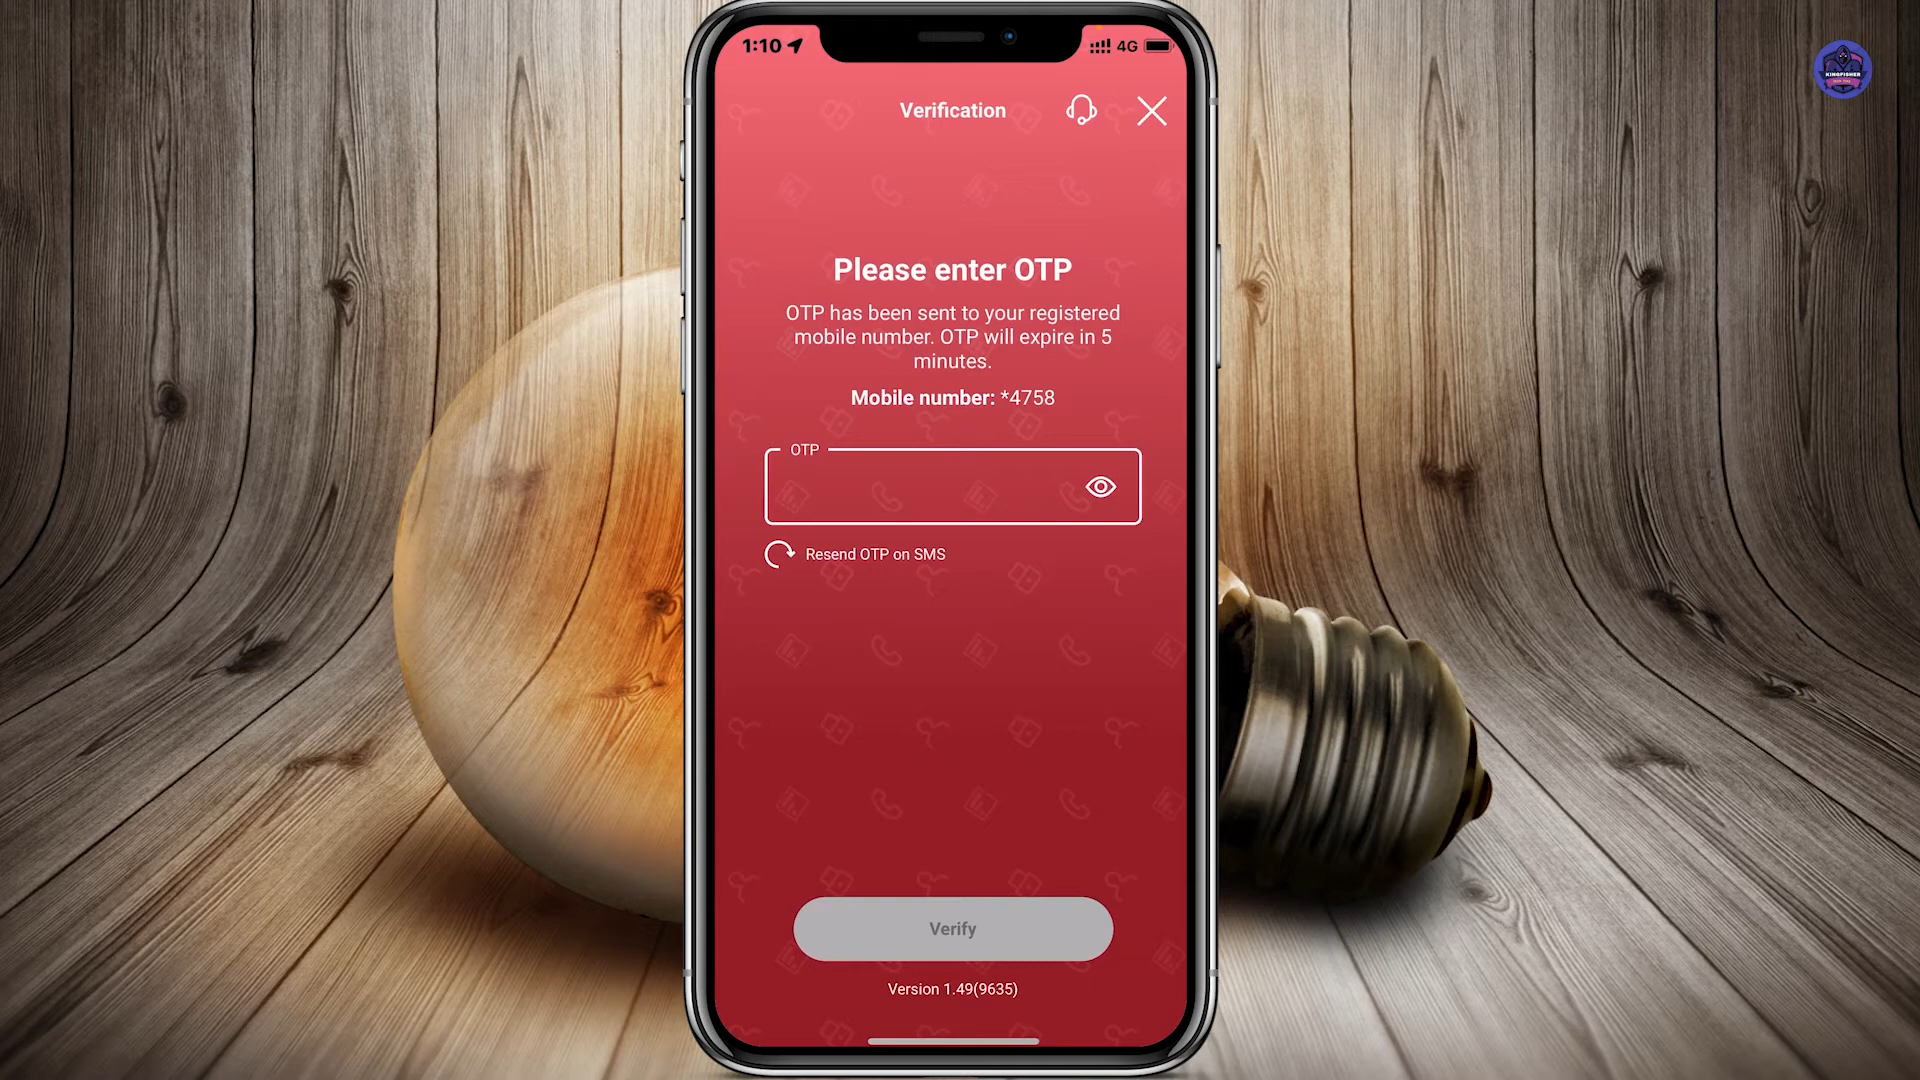 1:10
4G
Verification
KINGFISHER
Please enter OTP
OTP has been sent to your registered
mobile number. OTP will expire in 5
minutes.
Mobile number: *4758
OTP
Resend OTP on SMS
Verify
Version 1.49(9635)